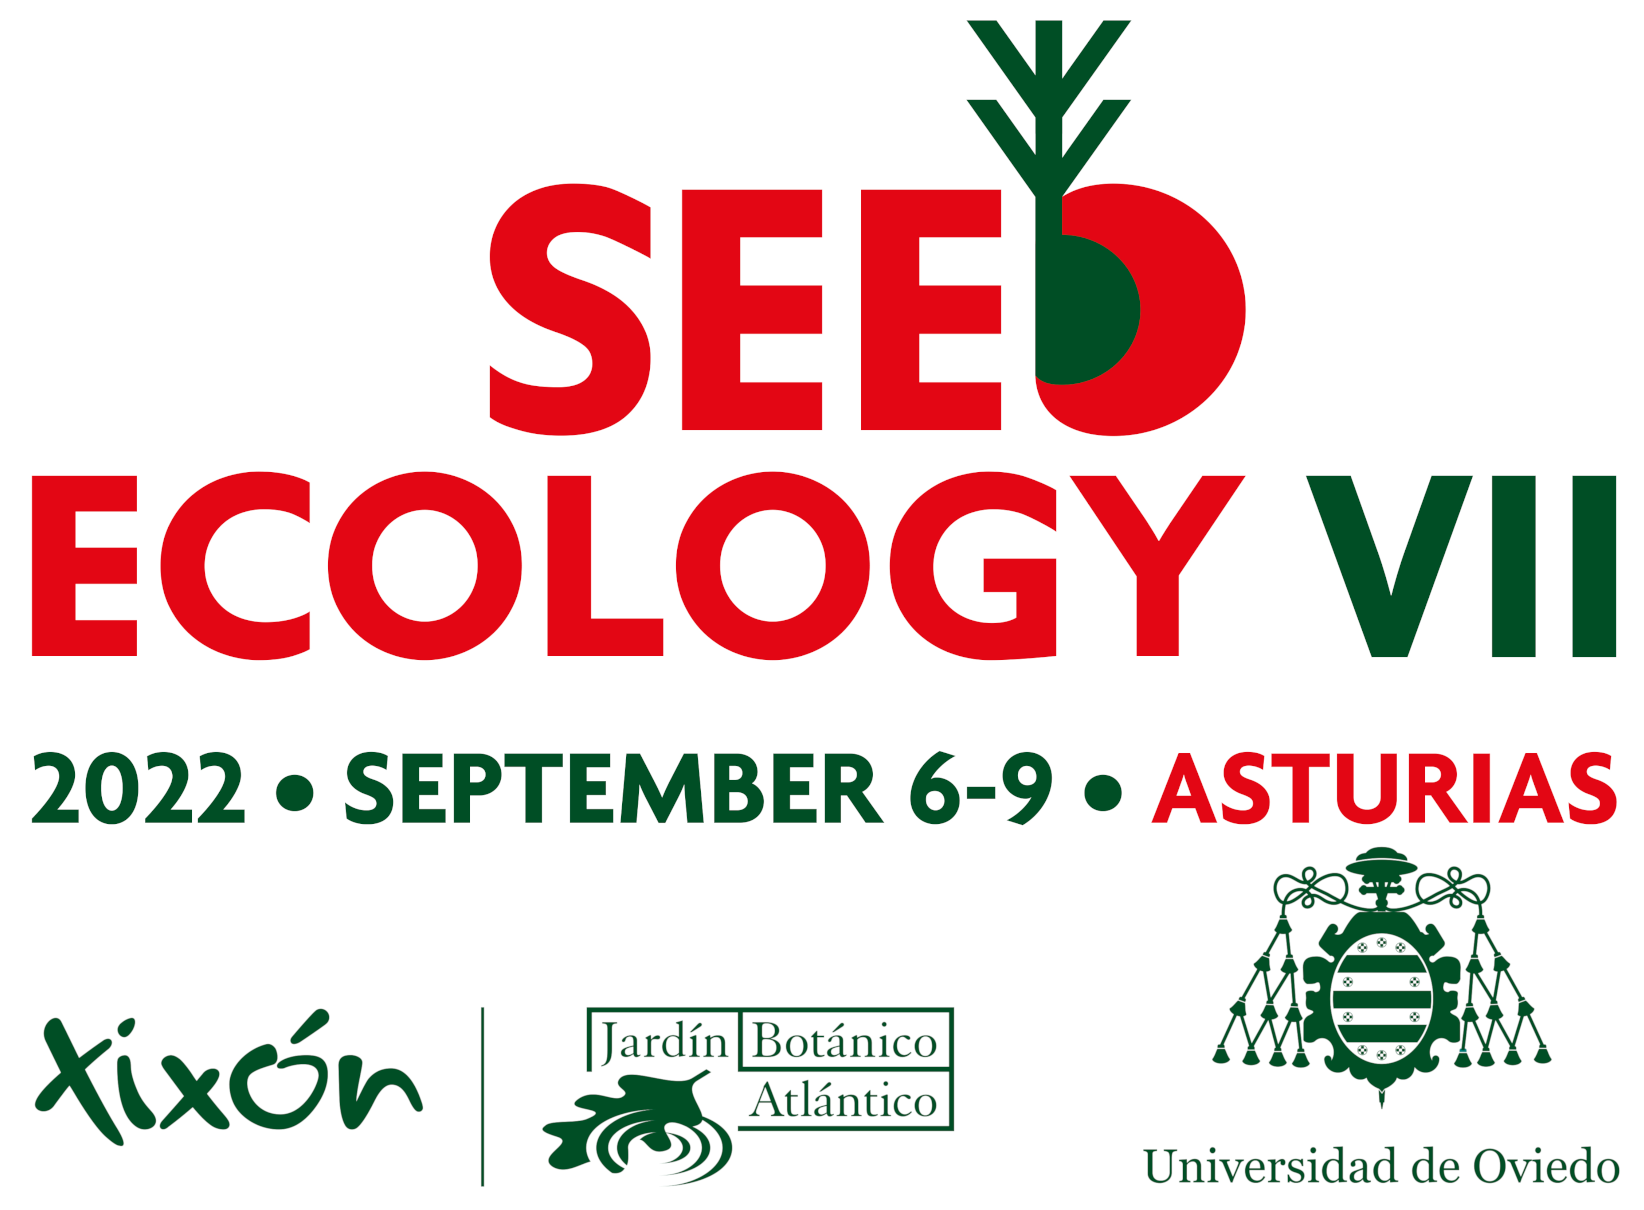 SEED
ECOLOGY VII
2022 • SEPTEMBER 6-9 • ASTURIAS
xixón
Jardín Botánico
Atlántico
Universidad de Oviedo